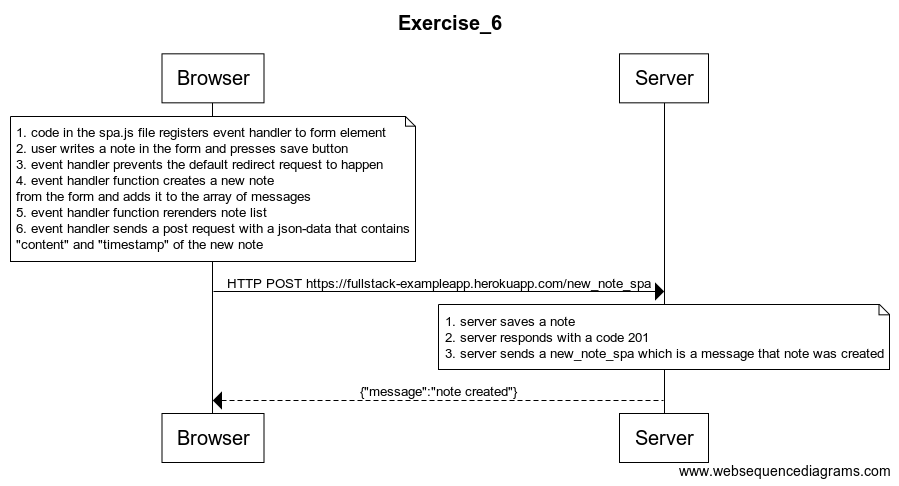 Exercise_6
Browser
Server
1. code in the spa.js file registers event handler to form element
2. user writes a note in the form and presses save button
3. event handler prevents the default redirect request to happen
4. event handler function creates a new note
from the form and adds it to the array of messages
5. event handler function rerenders note list
6. event handler sends a post request with a json-data that contains
"content" and "timestamp" of the new note
HTTP POST https://fullstack-exampleapp.herokuapp.com/new_note_spa
1. server saves a note
2. server responds with a code 201
3. server sends a new_note_spa which is a message that note was created
{"message":"note created"}
Browser
Server
www.websequencediagrams.com